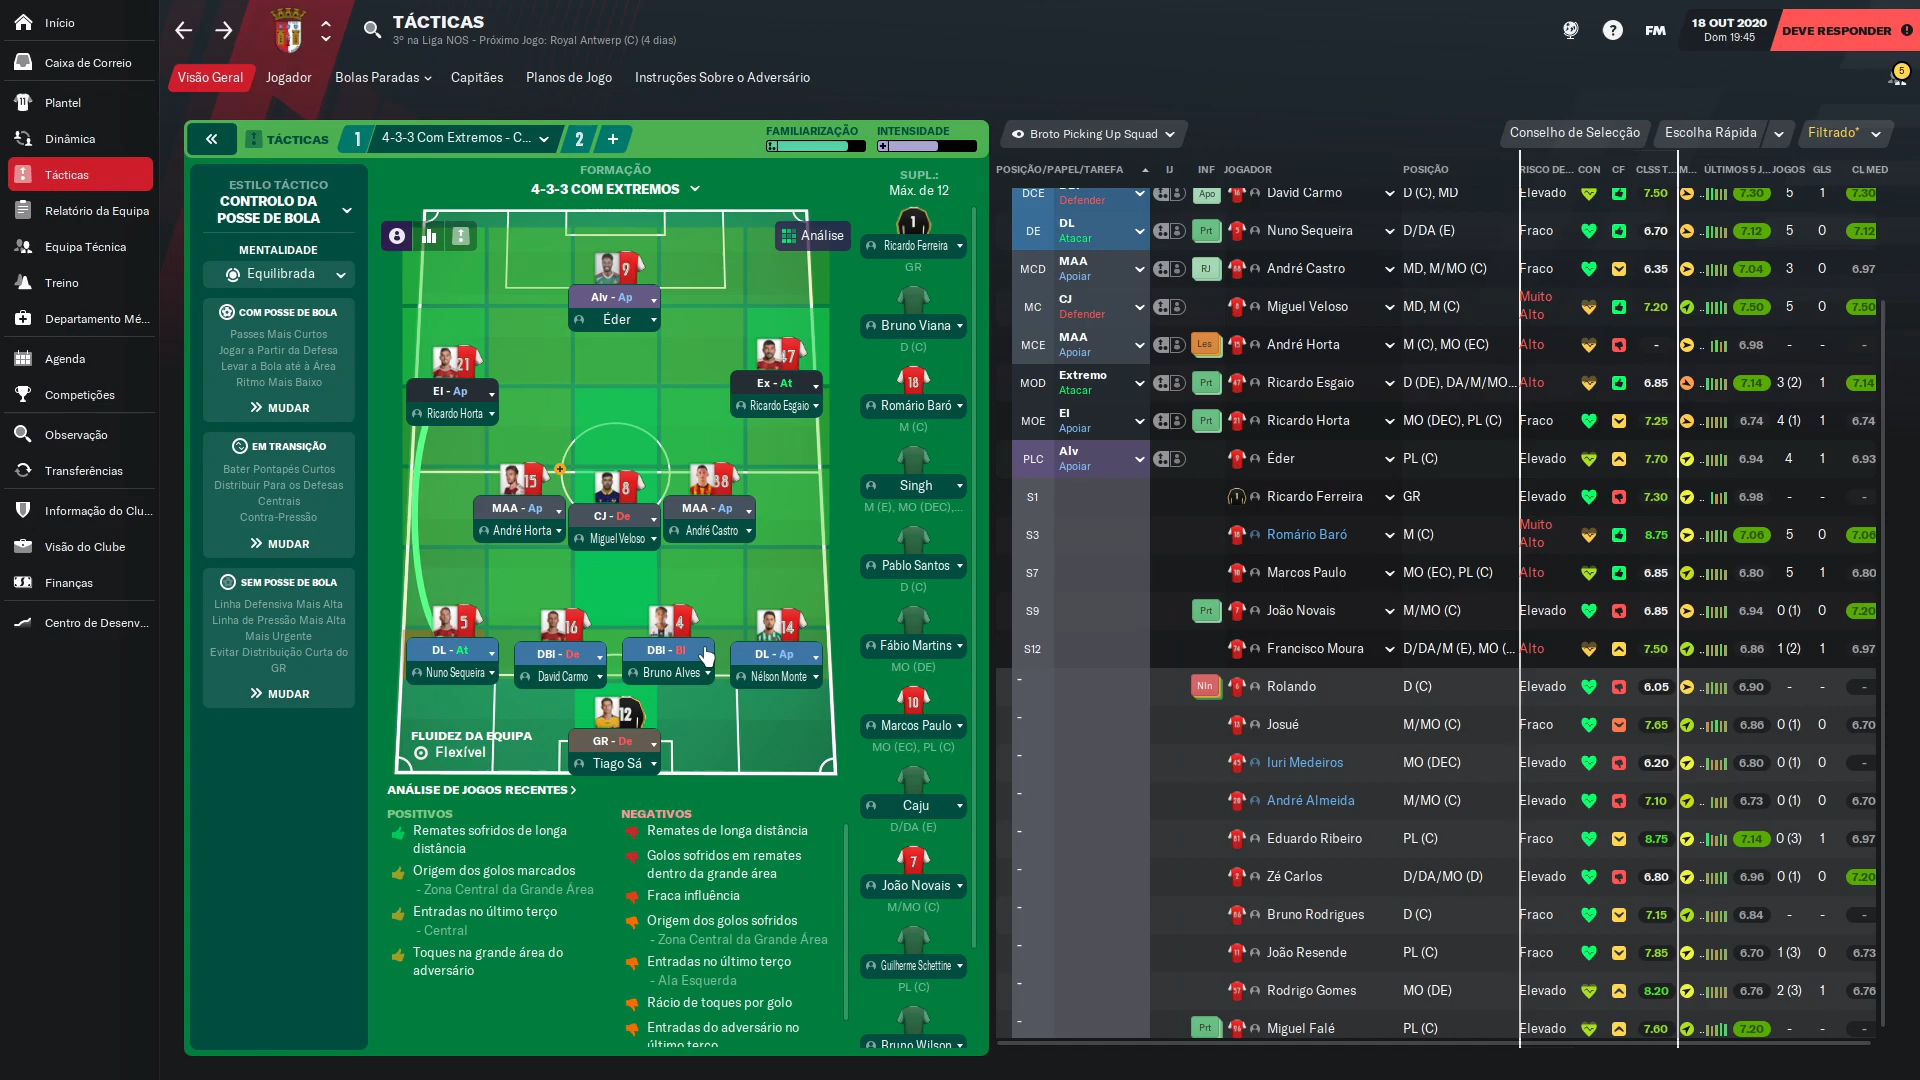 Início
Caixa de Correio
Plantel
Dinâmica
Tácticas
Relatório da Equipa
Equipa Técnica
Treino
Departamento Mé...
Agenda
Competições
Observação
Transferências
Informação do Clu...
Visão do Clube
Finanças
Centro de Desenv...
TÁCTICAS
3º na Liga NOS - Próximo Jogo: Royal Antwerp (C) (4 dias)
FM
18 OUT 2020
Dom 19:45
DEVE RESPONDER
5
Visão Geral
Jogador
Bolas Paradas
Capitães
Planos de Jogo
Instruções Sobre o Adversário
TÁCTICAS
1
4-3-3 Com Extremos - C...
2
+
FAMILIARIZAÇÃO
INTENSIDADE
ESTILO TÁCTICO
CONTROLO DA
POSSE DE BOLA
MENTALIDADE
Equilibrada
COM POSSE DE BOLA
Passes Mais Curtos
Jogar a Partir da Defesa
Levar a Bola até à Área
Ritmo Mais Baixo
MUDAR
EM TRANSIÇÃO
Bater Pontapés Curtos
Distribuir Para os Defesas
Centrais
Contra-Pressão
MUDAR
SEM POSSE DE BOLA
Linha Defensiva Mais Alta
Linha de Pressão Mais Alta
Mais Urgente
Evitar Distribuição Curta do
GR
MUDAR
FORMAÇÃO
4-3-3 COM EXTREMOS
Análise
9
Alv - Ap
Éder
21
EI - Ap
Ricardo Horta
47
Ex - At
Ricardo Esgaio
15
MAA - Ap
André Horta
8
CJ - De
Miguel Veloso
88
MAA - Ap
André Castro
5
DL - At
Nuno Sequeira
16
DBI - De
David Carmo
4
DBI - Bl
Bruno Alves
14
DL - Ap
Nélson Monte
12
GR - De
Tiago Sá
FLUIDEZ DA EQUIPA
Flexível
ANÁLISE DE JOGOS RECENTES >
POSITIVOS
Remates sofridos de longa
distância
Origem dos golos marcados
- Zona Central da Grande Área
Entradas no último terço
- Central
Toques na grande área do
adversário
NEGATIVOS
Remates de longa distância
Golos sofridos em remates
dentro da grande área
Fraca influência
Origem dos golos sofridos
- Zona Central da Grande Área
Entradas no último terço
- Ala Esquerda
Rácio de toques por golo
Entradas do adversário no
último terço
SUPL.:
Máx. de 12
1
Ricardo Ferreira
GR
Bruno Viana
D (C)
18
Romário Baró
M (C)
Singh
M (E), MO (DEC),...
Pablo Santos
D (C)
Fábio Martins
MO (DE)
10
Marcos Paulo
MO (EC), PL (C)
Caju
D/DA (E)
7
João Novais
M/MO (C)
Guilherme Schettine
PL (C)
Bruno Wilson
Broto Picking Up Squad
Conselho de Selecção
Escolha Rápida
Filtrado*
POSIÇÃO/PAPEL/TAREFA IJ INF JOGADOR POSIÇÃO RISCO DE... CON CF CLSS T... M... ÚLTIMOS 5 J... JOGOS GLS CL MED
DCE Defender Apo David Carmo D (C), MD Elevado 7.50 7.30 5 1 7.30
DE DL Atacar Prt Nuno Sequeira D/DA (E) Fraco 6.70 7.12 5 0 7.12
MCD MAA Apoiar RJ André Castro MD, M/MO (C) Fraco 6.35 7.04 3 0 6.97
MC CJ Defender Miguel Veloso MD, M (C) Muito Alto 7.20 7.50 5 0 7.50
MCE MAA Apoiar Les André Horta M (C), MO (EC) Alto - 6.98 - - -
MOD Extremo Atacar Prt Ricardo Esgaio D (DE), DA/M/MO... Alto 6.85 7.14 3 (2) 1 7.14
MOE EI Apoiar Prt Ricardo Horta MO (DEC), PL (C) Fraco 7.25 6.74 4 (1) 1 6.74
PLC Alv Apoiar Éder PL (C) Elevado 7.70 6.94 4 1 6.93
S1 Ricardo Ferreira GR Elevado 7.30 6.98 - - -
S3 Romário Baró M (C) Muito Alto 8.75 7.06 5 0 7.06
S7 Marcos Paulo MO (EC), PL (C) Alto 6.85 6.80 5 1 6.80
S9 Prt João Novais M/MO (C) Elevado 6.85 6.94 0 (1) 0 7.20
S12 Francisco Moura D/DA/M (E), MO (... Alto 7.50 6.86 1 (2) 1 6.97
- NIn Rolando D (C) Elevado 6.05 6.90 - - -
- Josué M/MO (C) Fraco 7.65 6.86 0 (1) 0 6.70
- Iuri Medeiros MO (DEC) Elevado 6.20 6.80 0 (1) 0 -
- André Almeida M/MO (C) Elevado 7.10 6.73 0 (1) 0 6.70
- Eduardo Ribeiro PL (C) Fraco 8.75 7.14 0 (3) 1 6.97
- Zé Carlos D/DA/MO (D) Elevado 6.80 6.96 0 (1) 0 7.20
- Bruno Rodrigues D (C) Fraco 7.15 6.84 - - -
- João Resende PL (C) Fraco 7.85 6.70 1 (3) 0 6.73
- Rodrigo Gomes MO (DE) Elevado 8.20 6.76 2 (3) 1 6.76
- Prt Miguel Falé PL (C) Elevado 7.60 7.20 - - -